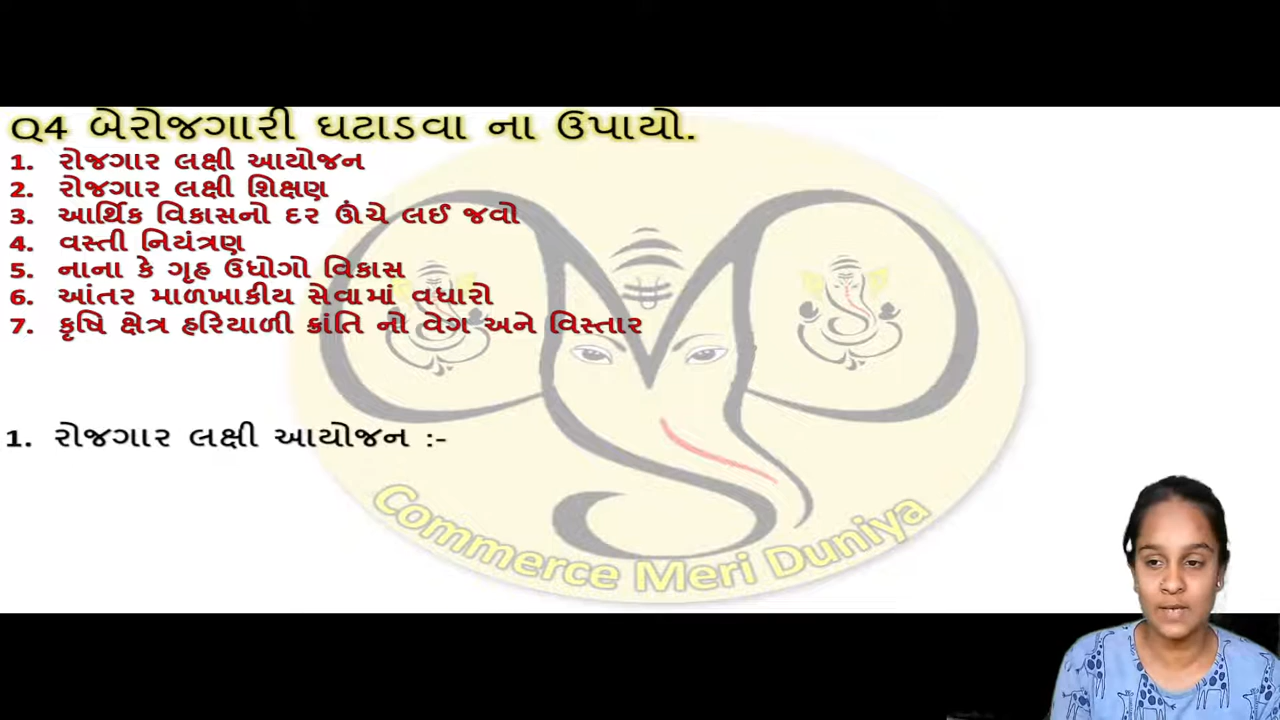 Q4 બેરોજગારી ઘટાડવા ના ઉપાયો.
1. રોજગાર લક્ષી આયોજન
2. રોજગાર લક્ષી શિક્ષણ
3. આર્થિક વિકાસનો દર ઊંચે લઈ જવો
4. વસ્તી નિયંત્રણ
5. નાના કે ગૃહ ઉધોગો વિકાસ
6. આંતર માળખાકીય સેવામાં વધારો
7. કૃષિ ક્ષેત્ર હરિયાળી ક્રાંતિ નો વેગ અને વિસ્તાર
1. રોજગાર લક્ષી આયોજન :-
Commerce Meri Duniya